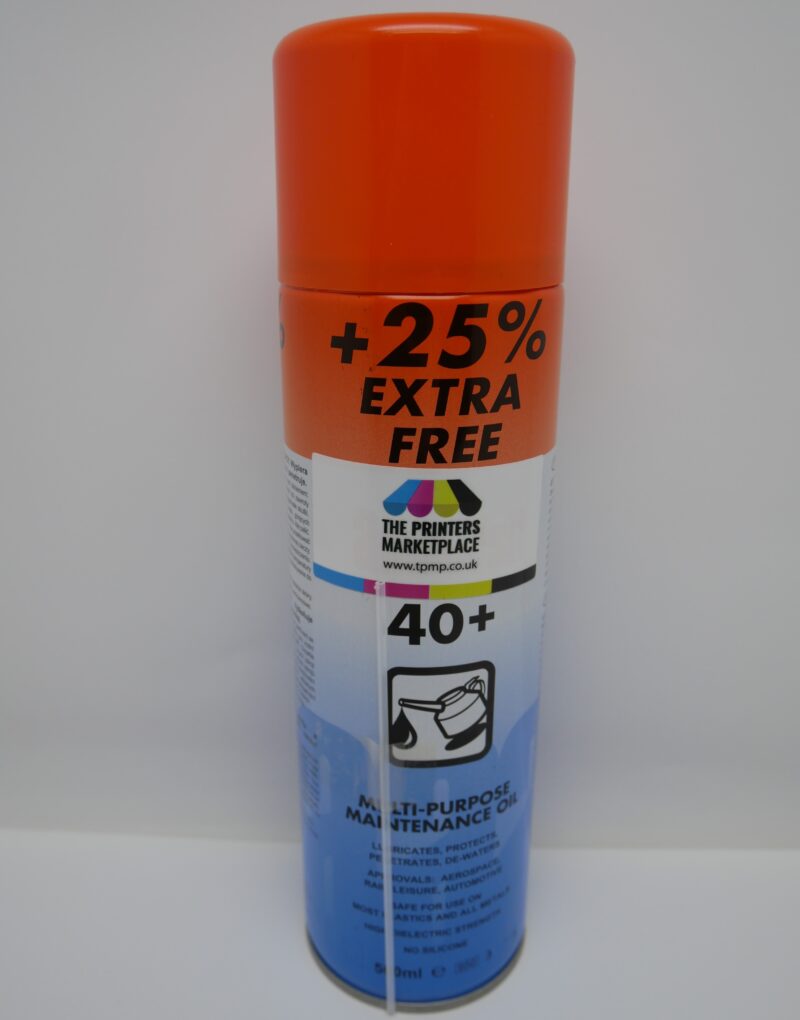 +25%
EXTRA
FREE
THE PRINTERS
MARKETPLACE
www.tpmp.co.uk
40+
MULTI-PURPOSE
MAINTENANCE OIL
LUBRICATES, PROTECTS,
PENETRATES, DE-WATERS
APPROVALS: AEROSPACE,
RAIL, LEISURE, AUTOMOTIVE
SAFE FOR USE ON
MOST PLASTICS AND ALL METALS
HIGH DIELECTRIC STRENGTH
NO SILICONE
500ml e